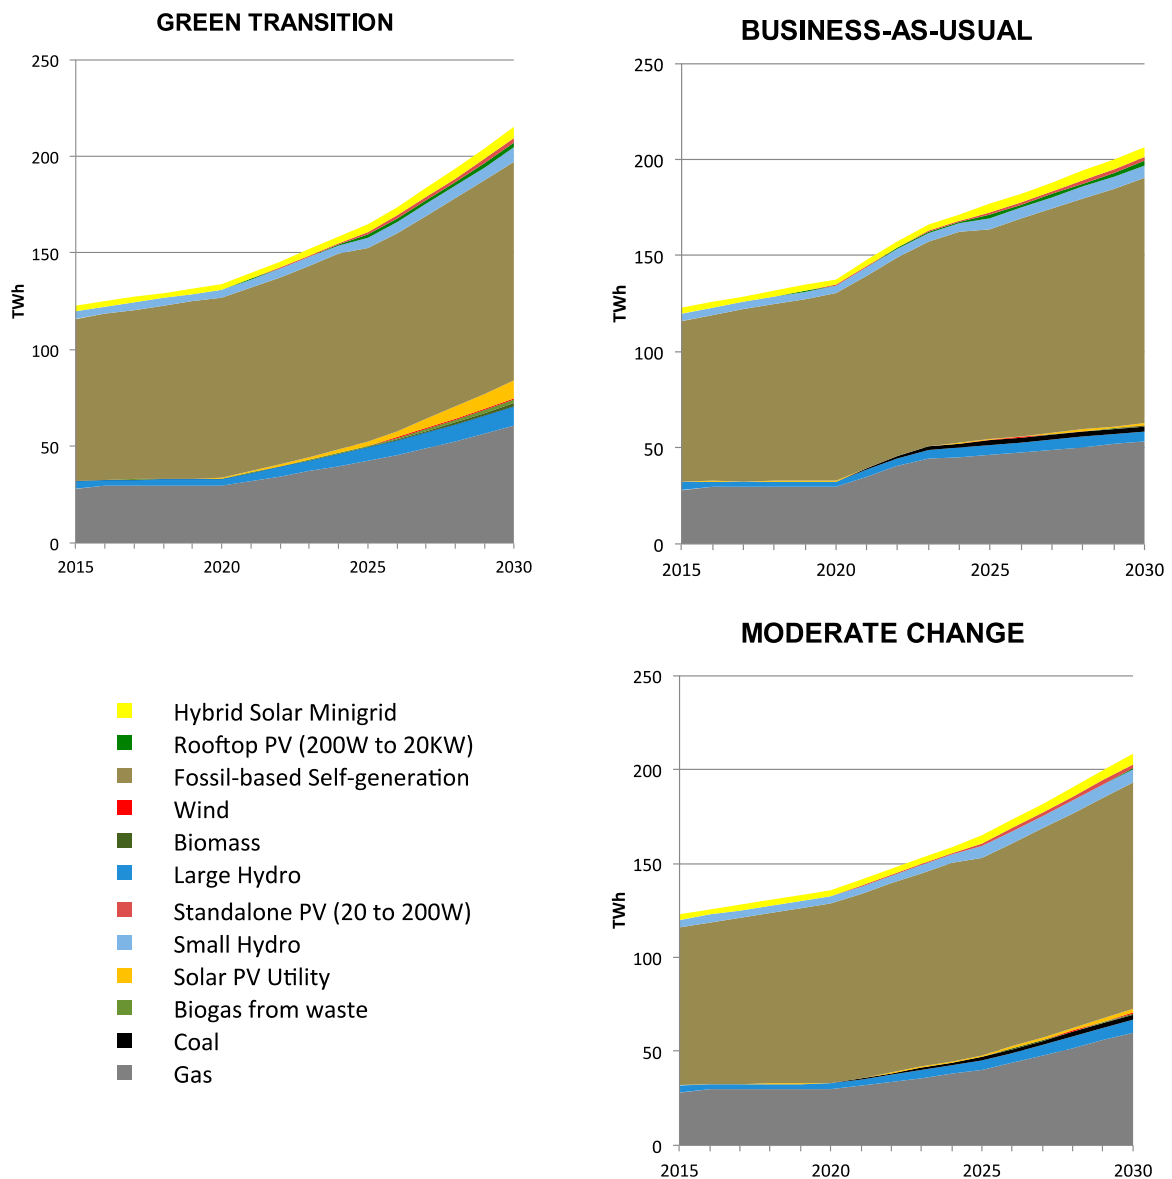 GREEN TRANSITION
250
200
150
100
50
0
TWh
2015 2020 2025 2030
BUSINESS-AS-USUAL
250
200
150
100
50
0
TWh
2015 2020 2025 2030
Hybrid Solar Minigrid
Rooftop PV (200W to 20KW)
Fossil-based Self-generation
Wind
Biomass
Large Hydro
Standalone PV (20 to 200W)
Small Hydro
Solar PV Utility
Biogas from waste
Coal
Gas
MODERATE CHANGE
250
200
150
100
50
0
TWh
2015 2020 2025 2030